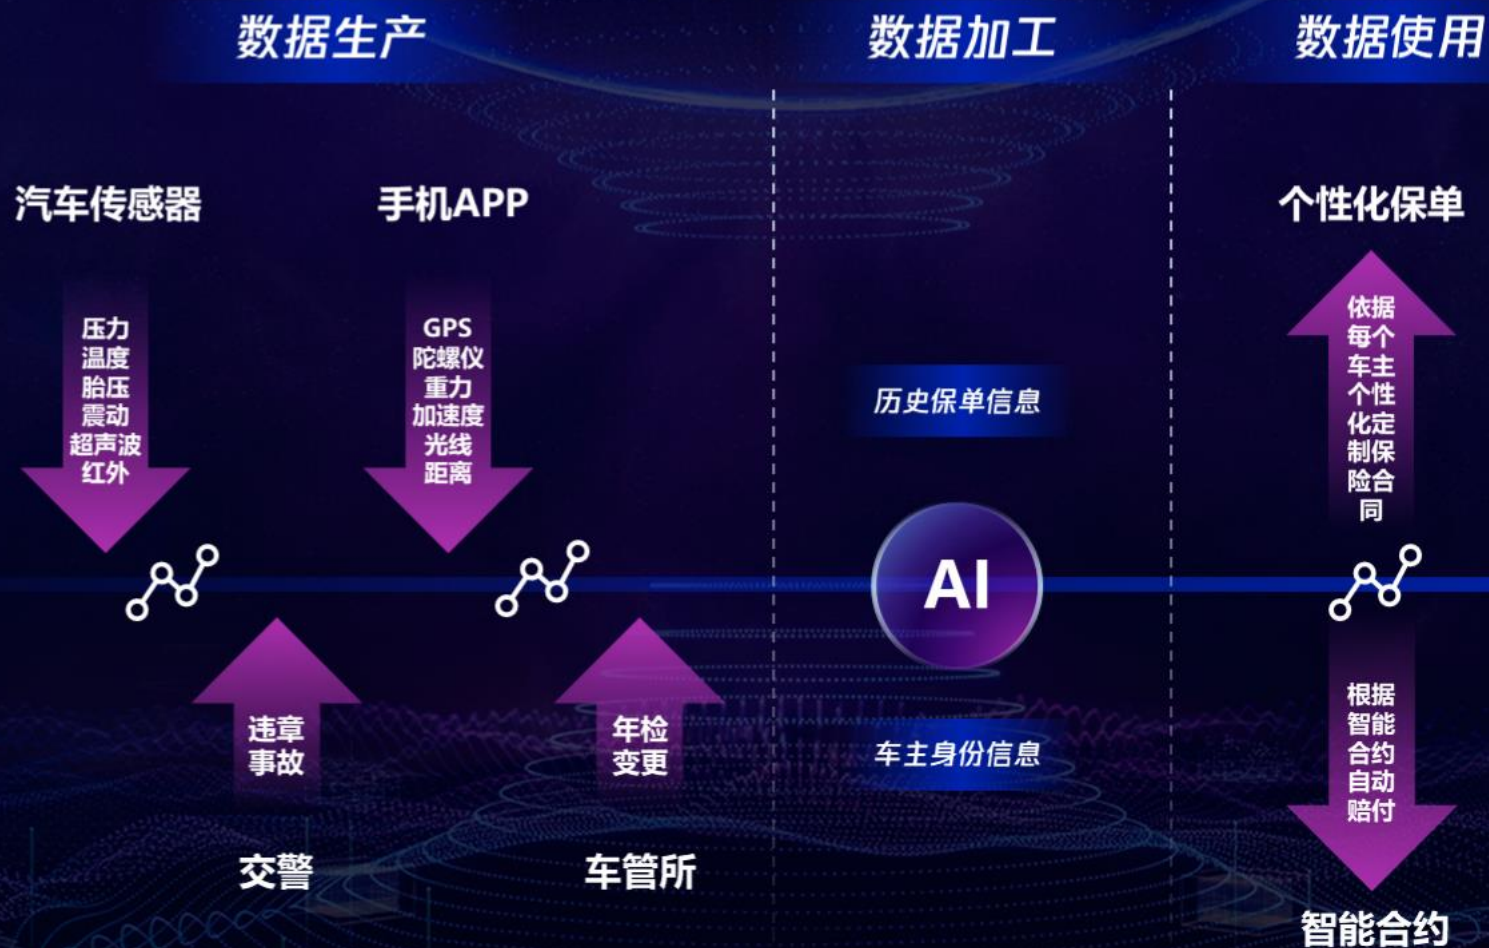 数据生产
数据加工
数据使用
汽车传感器
手机APP
个性化保单
压力
温度
胎压
震动
超声波
红外
GPS
陀螺仪
重力
加速度
光线
距离
历史保单信息
依据
每个
车主
个性
化定
制保
险合
同
AI
违章
事故
年检
变更
车主身份信息
根据
智能
合约
自动
赔付
交警
车管所
智能合约